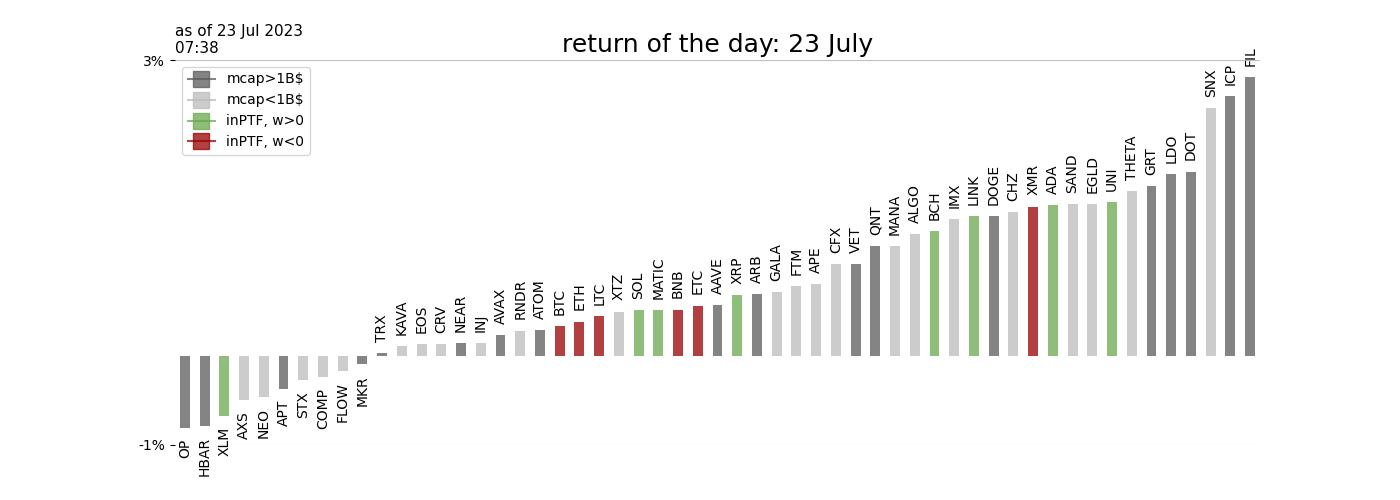 as of 23 Jul 2023
07:38
return of the day: 23 July
3%
mcap>1B$
mcap<1B$
inPTF, w>0
inPTF, w<0
-1%
OP
HBAR
XLM
AXS
NEO
APT
STX
COMP
FLOW
MKR
TRX
KAVA
EOS
CRV
NEAR
INJ
AVAX
RNDR
ATOM
BTC
ETH
LTC
XTZ
SOL
MATIC
BNB
ETC
AAVE
XRP
ARB
GALA
FTM
APE
CFX
VET
QNT
MANA
ALGO
BCH
IMX
LINK
DOGE
CHZ
XMR
ADA
SAND
EGLD
UNI
THETA
GRT
LDO
DOT
SNX
ICP
FIL